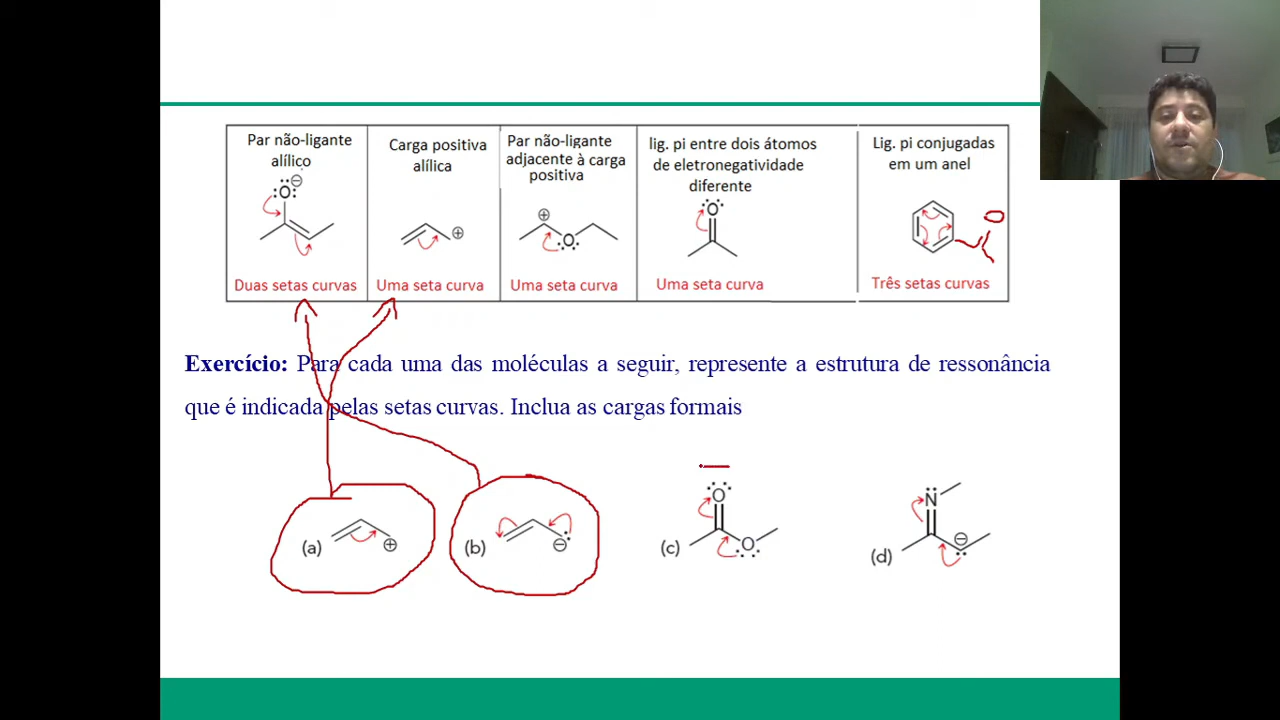 Par não-ligante
alílico
Carga positiva
alílica
Par não-ligante
adjacente à carga
positiva
lig. pi entre dois átomos
de eletronegatividade
diferente
Lig. pi conjugadas
em um anel
O
O
O
O
Duas setas curvas
Uma seta curva
Uma seta curva
Uma seta curva
Três setas curvas
Exercício: Para cada uma das moléculas a seguir, represente a estrutura de ressonância
que é indicada pelas setas curvas. Inclua as cargas formais
(a)
(b)
(c)
O
O
(d)
N